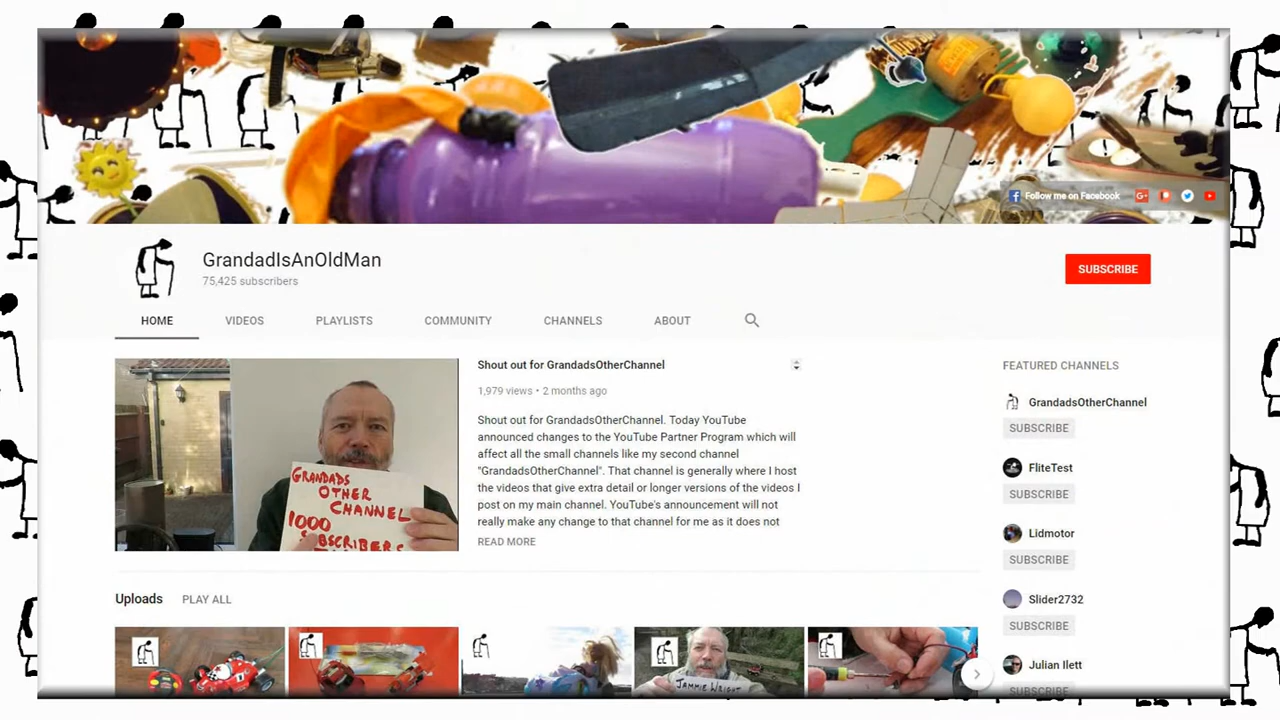 Follow me on Facebook
GrandadIsAnOldMan
75,425 subscribers
SUBSCRIBE
HOME VIDEOS PLAYLISTS COMMUNITY CHANNELS ABOUT
GRANDADS
OTHER
CHANNEL
1000
SUBSCRIBERS
Shout out for GrandadsOtherChannel
1,979 views • 2 months ago
Shout out for GrandadsOtherChannel. Today YouTube
announced changes to the YouTube Partner Program which will
affect all the small channels like my second channel
"GrandadsOtherChannel". That channel is generally where I host
the videos that give extra detail or longer versions of the videos I
post on my main channel. YouTube's announcement will not
really make any change to that channel for me as it does not
READ MORE
FEATURED CHANNELS
GrandadsOtherChannel
SUBSCRIBE
FliteTest
SUBSCRIBE
Lidmotor
SUBSCRIBE
Slider2732
SUBSCRIBE
Julian Ilett
SUBSCRIBE
Uploads PLAY ALL
JAMMIE WRIGHT